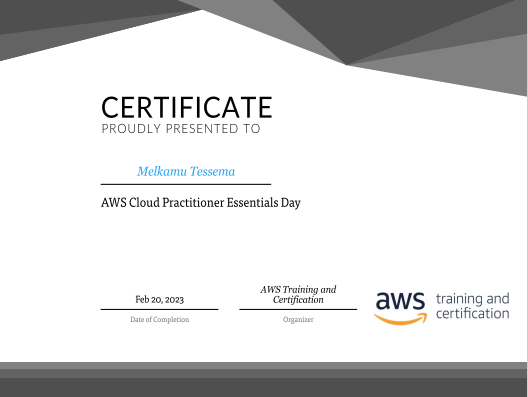 CERTIFICATE
PROUDLY PRESENTED TO
Melkamu Tessema
AWS Cloud Practitioner Essentials Day
Feb 20, 2023
Date of Completion
AWS Training and
Certification
Organizer
aws training and
certification